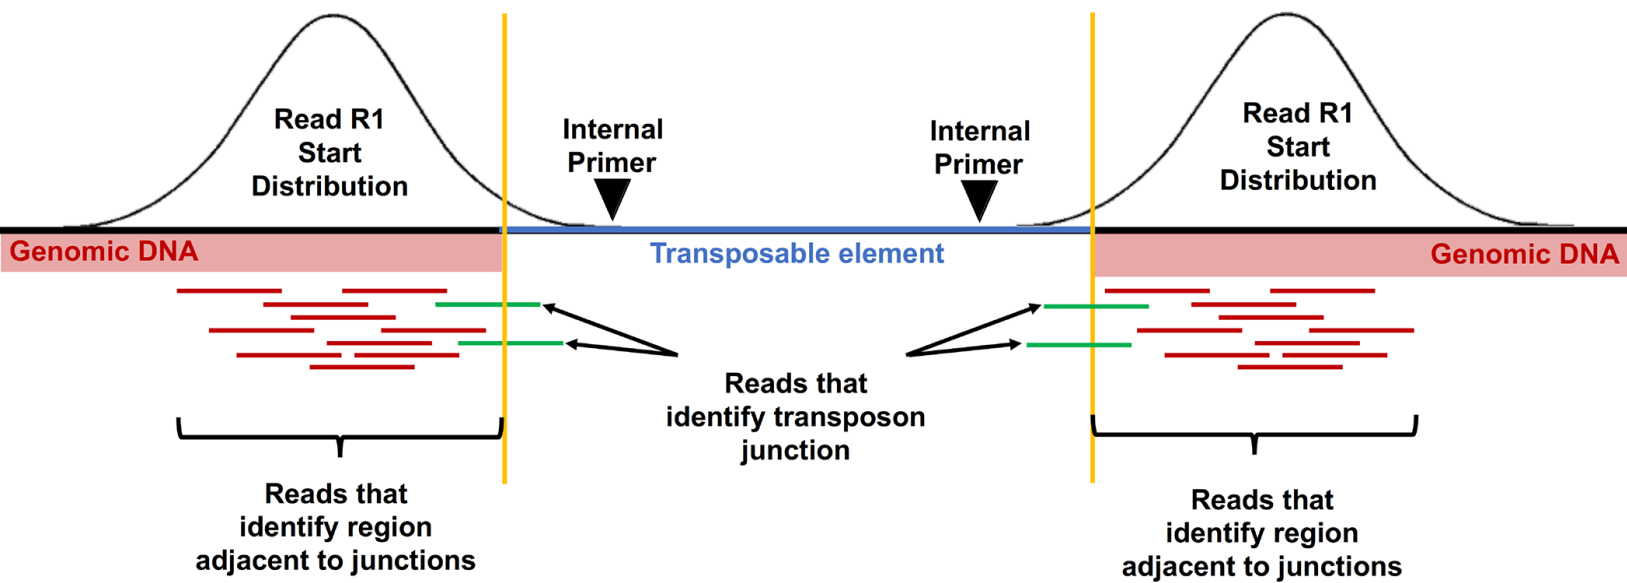 Read R1
Start
Distribution
Internal
Primer
Internal
Primer
Read R1
Start
Distribution
Genomic DNA
Transposable element
Genomic DNA
Reads that
identify transposon
junction
Reads that
identify region
adjacent to junctions
Reads that
identify region
adjacent to junctions